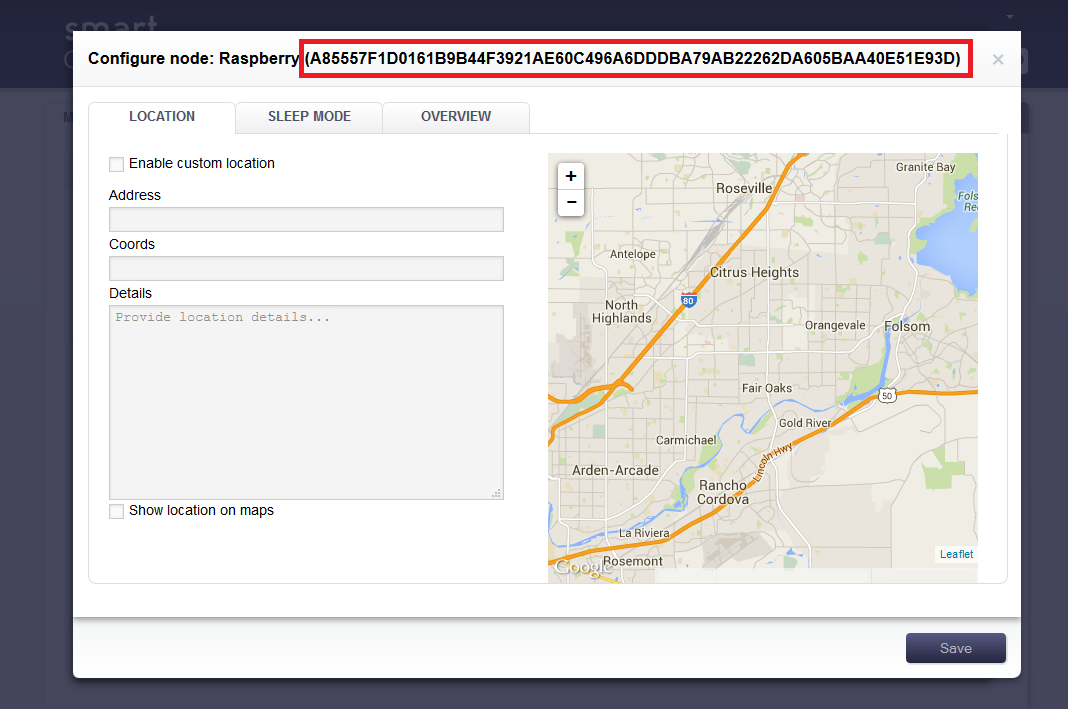 smart
Configure node: Raspberry (A85557F1D0161B9B44F3921AE60C496A6DDDBA79AB22262DA605BAA40E51E93D)
×
LOCATION
SLEEP MODE
OVERVIEW
Enable custom location
Address
Coords
Details
Provide location details...
Show location on maps
+
−
Granite Bay
Roseville
Antelope
Citrus Heights
80
North
Highlands
Orangevale
Folsom
Fair Oaks
50
Gold River
Carmichael
Lincoln Hwy
Arden-Arcade
Rancho
Cordova
La Riviera
Rosemont
Leaflet
Google
Save